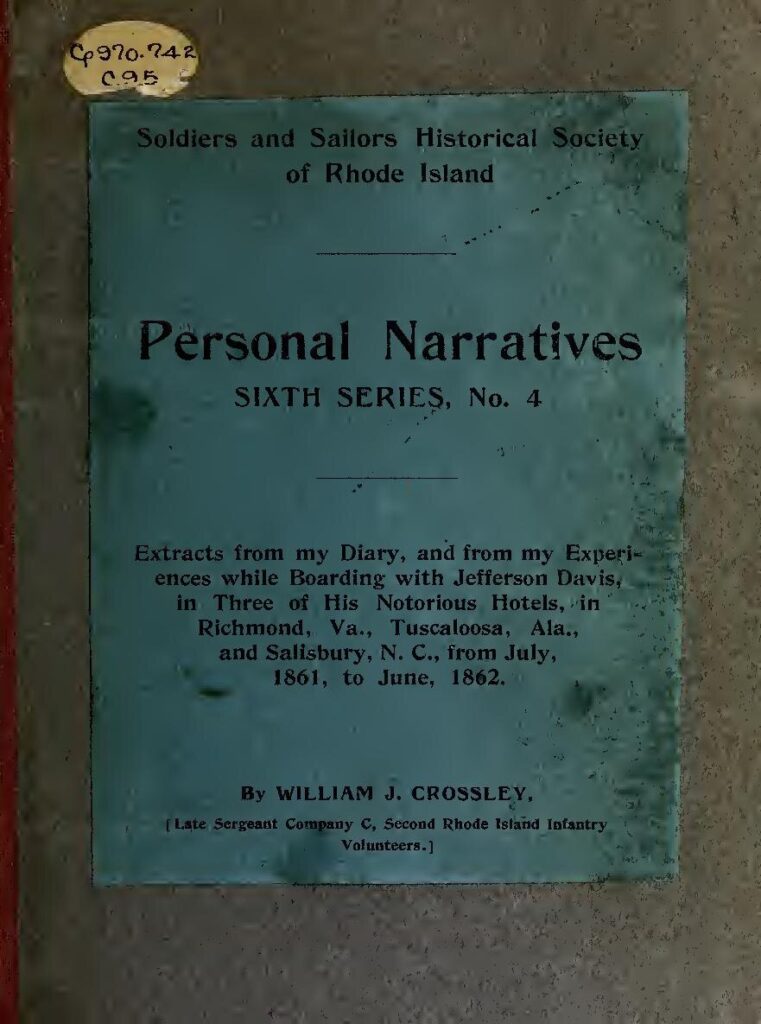 Cp970.742
C95
Soldiers and Sailors Historical Society
of Rhode Island
Personal Narratives
SIXTH SERIES, No. 4
Extracts from my Diary, and from my Experi-
ences while Boarding with Jefferson Davis,
in Three of His Notorious Hotels, in
Richmond, Va., Tuscaloosa, Ala.,
and Salisbury, N. C., from July,
1861, to June, 1862.
By WILLIAM J. CROSSLEY,
[Late Sergeant Company C, Second Rhode Island Infantry
Volunteers.]